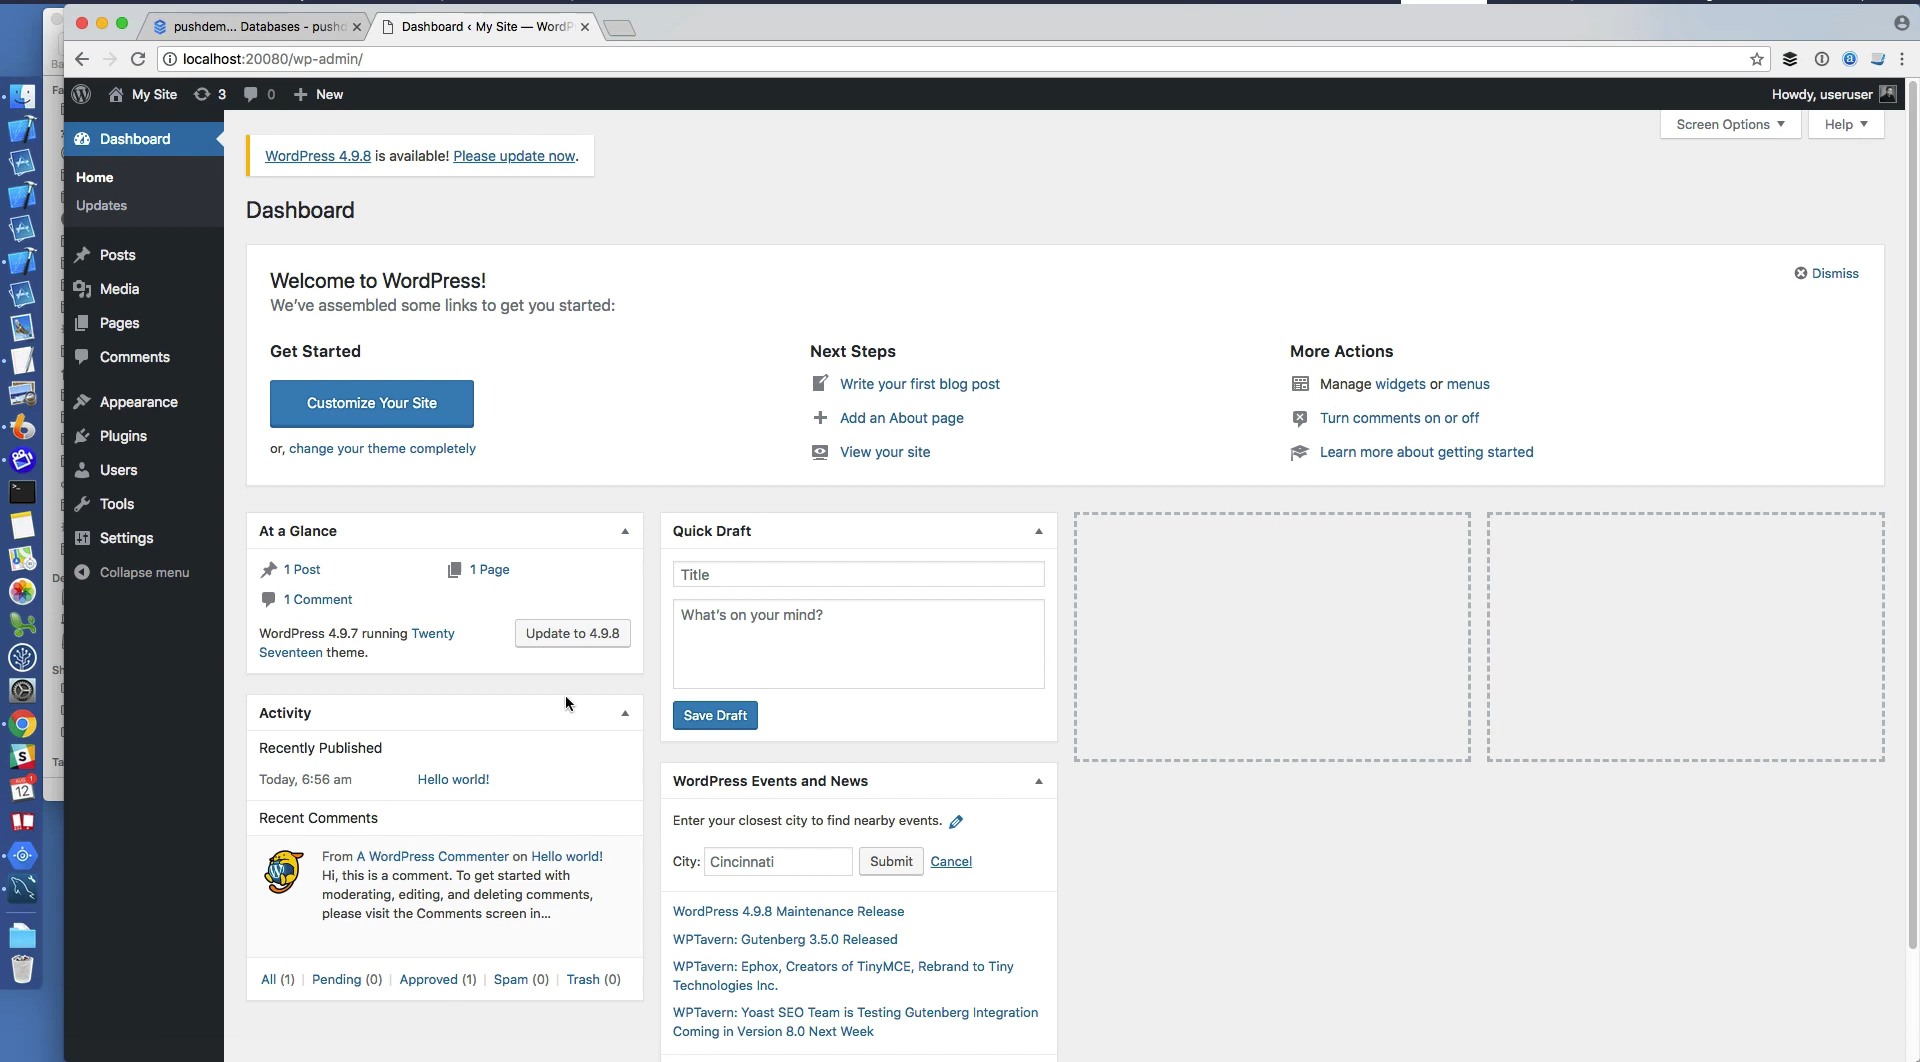 pushdem... Databases - pushd
Dashboard ‹ My Site — WordP
localhost:20080/wp-admin/
My Site
3
0
New
Howdy, useruser
Dashboard
Home
Updates
Posts
Media
Pages
Comments
Appearance
Plugins
Users
Tools
Settings
Collapse menu
Screen Options
Help
WordPress 4.9.8 is available! Please update now.
Dashboard
Welcome to WordPress!
We've assembled some links to get you started:
Dismiss
Get Started
Customize Your Site
or, change your theme completely
Next Steps
Write your first blog post
Add an About page
View your site
More Actions
Manage widgets or menus
Turn comments on or off
Learn more about getting started
At a Glance
1 Post
1 Page
1 Comment
WordPress 4.9.7 running Twenty
Seventeen theme.
Update to 4.9.8
Activity
Recently Published
Today, 6:56 am
Hello world!
Recent Comments
From A WordPress Commenter on Hello world!
Hi, this is a comment. To get started with
moderating, editing, and deleting comments,
please visit the Comments screen in...
All (1) | Pending (0) | Approved (1) | Spam (0) | Trash (0)
Quick Draft
Title
What's on your mind?
Save Draft
WordPress Events and News
Enter your closest city to find nearby events.
City:
Cincinnati
Submit
Cancel
WordPress 4.9.8 Maintenance Release
WPTavern: Gutenberg 3.5.0 Released
WPTavern: Ephox, Creators of TinyMCE, Rebrand to Tiny
Technologies Inc.
WPTavern: Yoast SEO Team is Testing Gutenberg Integration
Coming in Version 8.0 Next Week
Ba
Fa
De
Sh
Ta
12